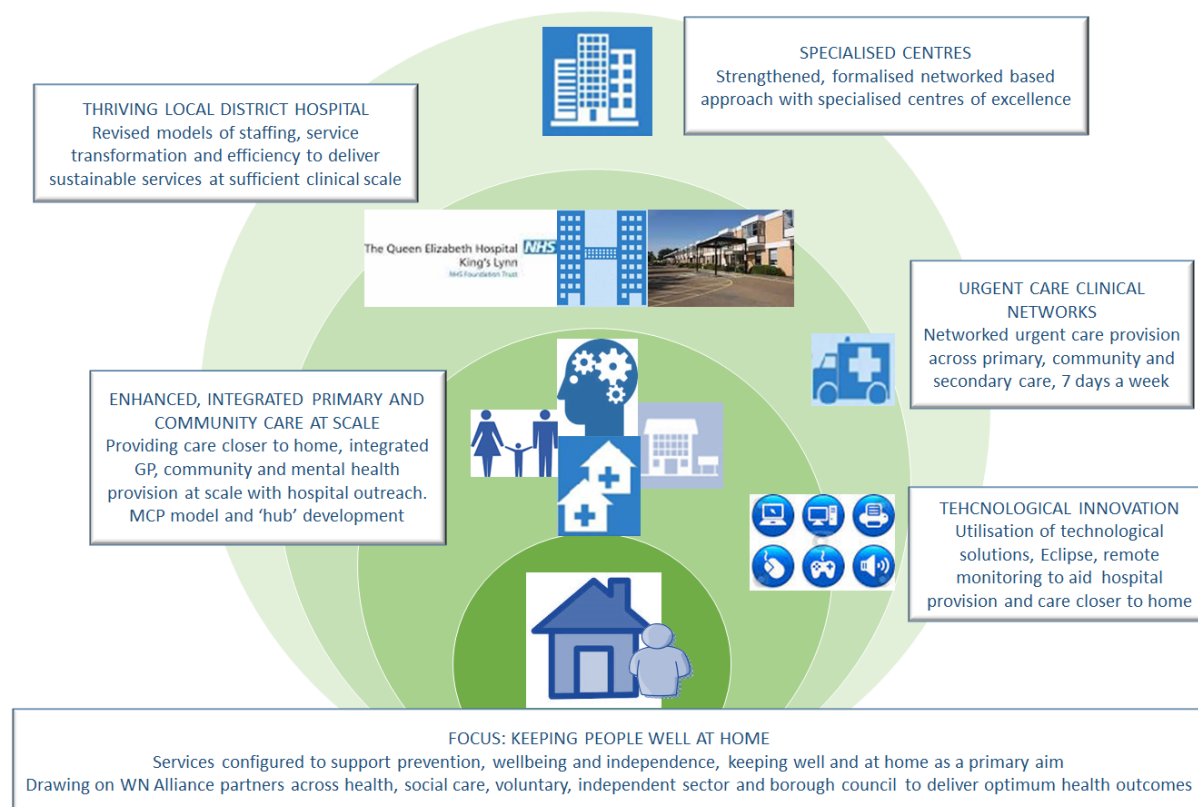 SPECIALISED CENTRES
Strengthened, formalised networked based
approach with specialised centres of excellence
THRIVING LOCAL DISTRICT HOSPITAL
Revised models of staffing, service
transformation and efficiency to deliver
sustainable services at sufficient clinical scale
The Queen Elizabeth Hospital NHS
King's Lynn
NHS Foundation Trust
URGENT CARE CLINICAL
NETWORKS
Networked urgent care provision
across primary, community and
secondary care, 7 days a week
ENHANCED, INTEGRATED PRIMARY AND
COMMUNITY CARE AT SCALE
Providing care closer to home, integrated
GP, community and mental health
provision at scale with hospital outreach.
MCP model and ‘hub’ development
TEHCNOLOGICAL INNOVATION
Utilisation of technological
solutions, Eclipse, remote
monitoring to aid hospital
provision and care closer to home
FOCUS: KEEPING PEOPLE WELL AT HOME
Services configured to support prevention, wellbeing and independence, keeping well and at home as a primary aim
Drawing on WN Alliance partners across health, social care, voluntary, independent sector and borough council to deliver optimum health outcomes